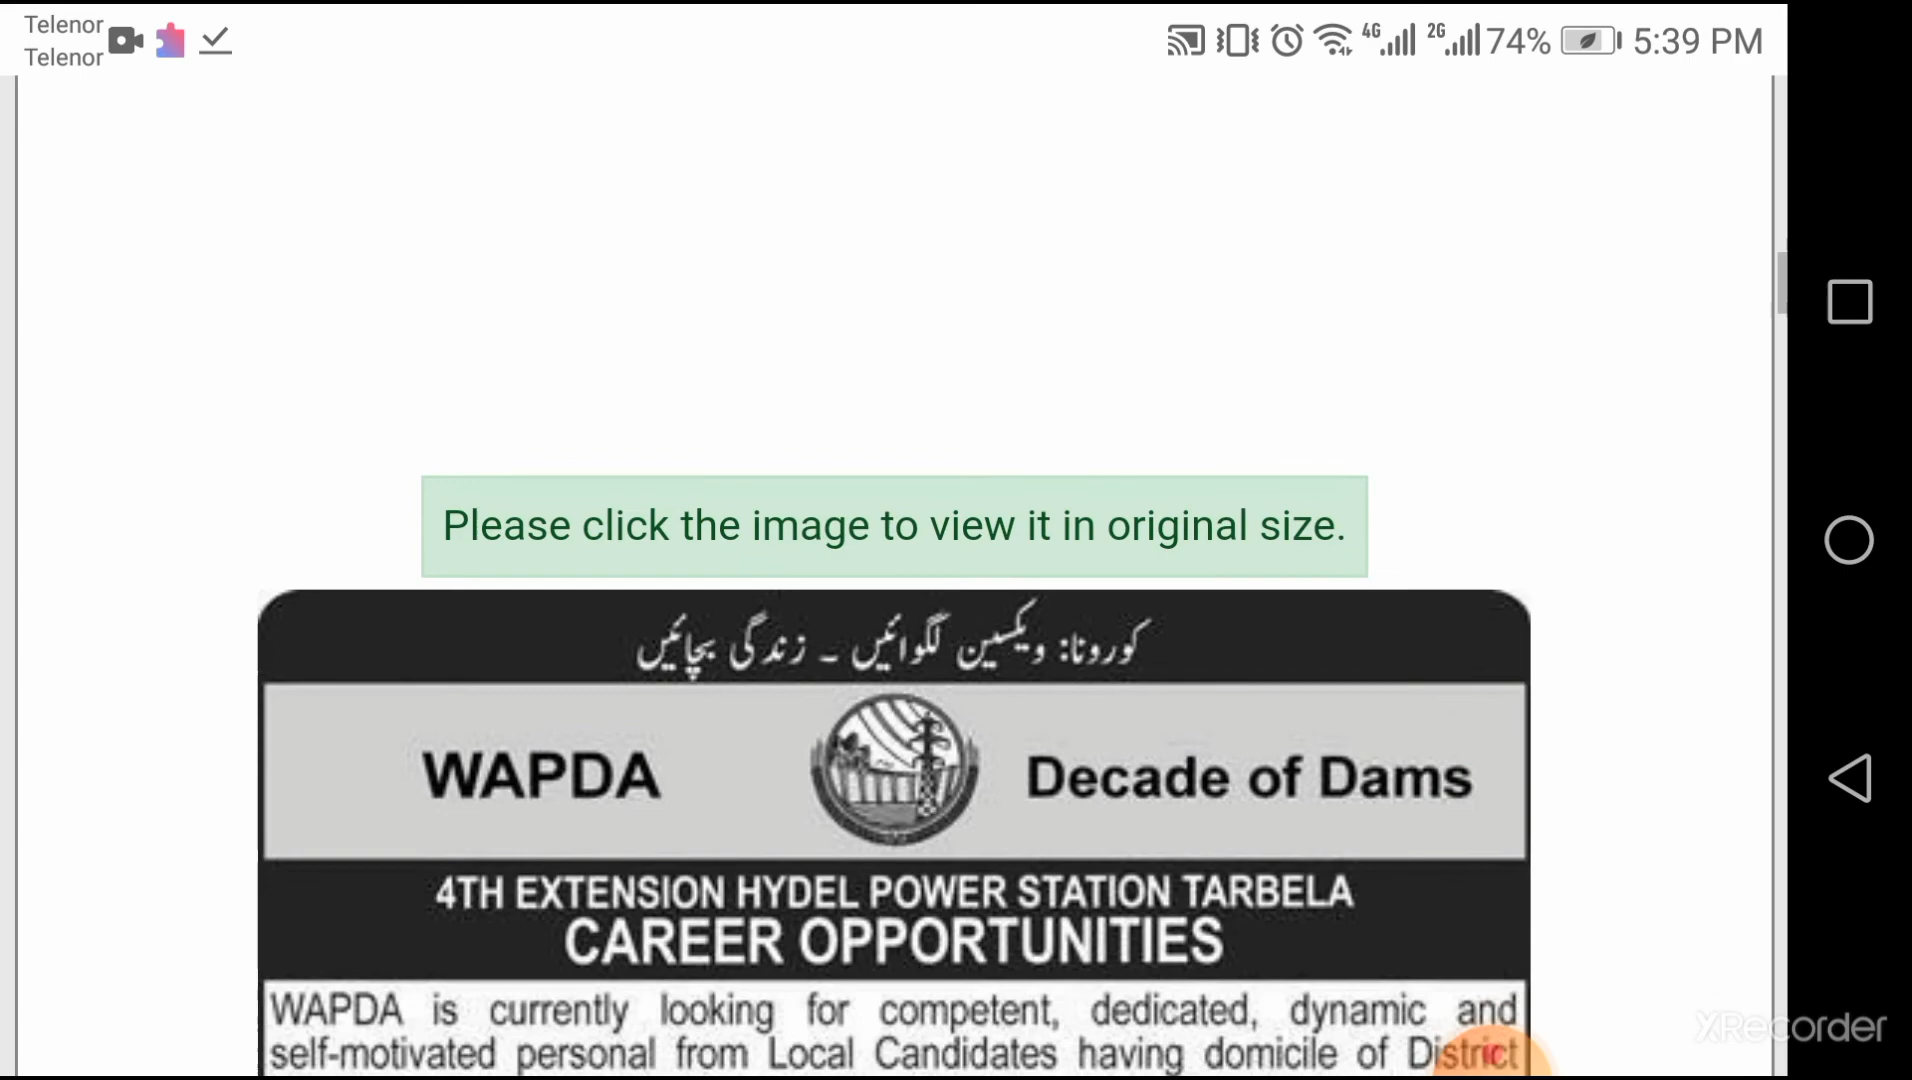 Telenor
Telenor
4G 2G 74% 5:39 PM
Please click the image to view it in original size.
کورونا: ویکسین لگوائیں ۔ زندگی بچائیں
WAPDA Decade of Dams
4TH EXTENSION HYDEL POWER STATION TARBELA
CAREER OPPORTUNITIES
WAPDA is currently looking for competent, dedicated, dynamic and
self-motivated personal from Local Candidates having domicile of District
XRecorder